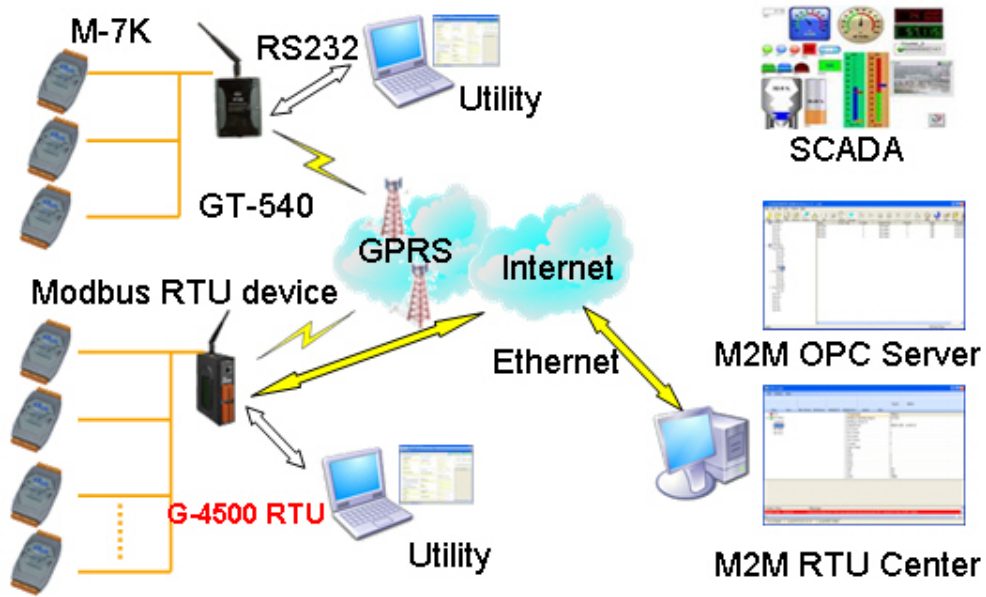 M-7K
RS232
Utility
SCADA
GT-540
GPRS
Internet
Modbus RTU device
M2M OPC Server
Ethernet
G-4500 RTU
Utility
M2M RTU Center